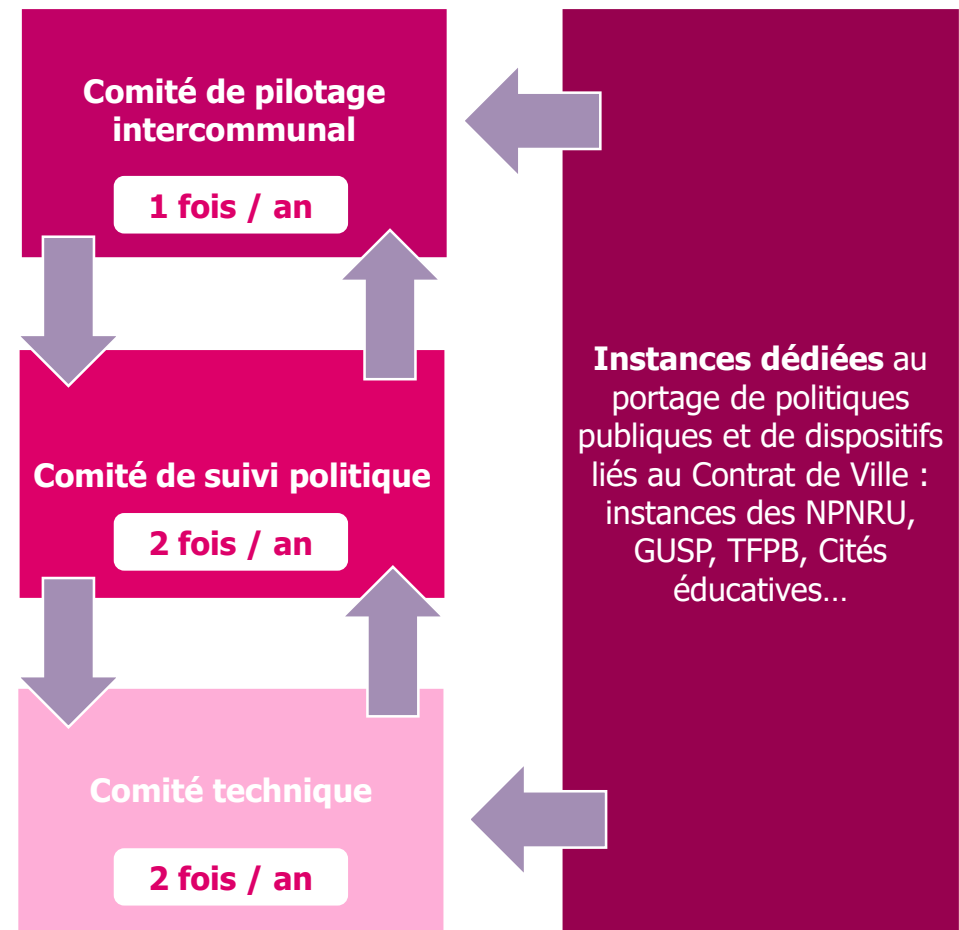 Comité de pilotage
intercommunal
1 fois / an
Comité de suivi politique
2 fois / an
Comité technique
2 fois / an
Instances dédiées au
portage de politiques
publiques et de dispositifs
liés au Contrat de Ville :
instances des NPNRU,
GUSP, TFPB, Cités
éducatives…